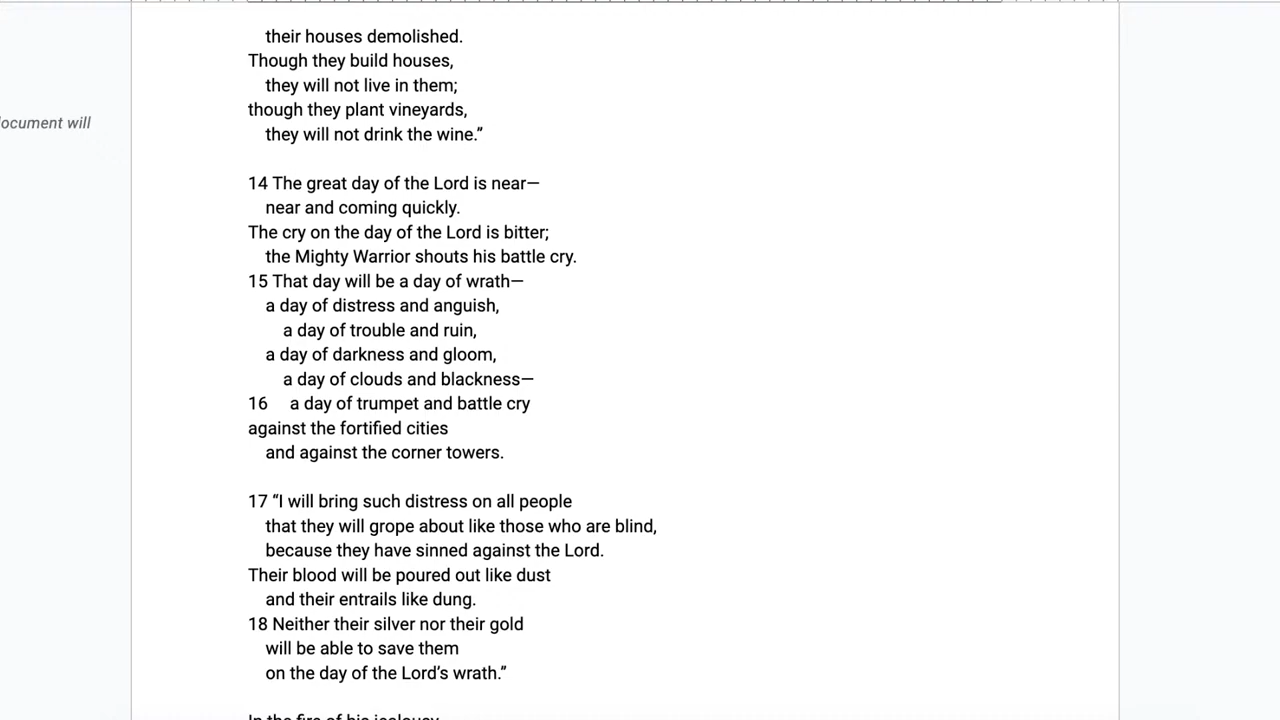 their houses demolished.
Though they build houses,
they will not live in them;
though they plant vineyards,
ocument will
they will not drink the wine.”
14 The great day of the Lord is near—
near and coming quickly.
The cry on the day of the Lord is bitter;
the Mighty Warrior shouts his battle cry.
15 That day will be a day of wrath—
a day of distress and anguish,
a day of trouble and ruin,
a day of darkness and gloom,
a day of clouds and blackness—
16 a day of trumpet and battle cry
against the fortified cities
and against the corner towers.
17 “I will bring such distress on all people
that they will grope about like those who are blind,
because they have sinned against the Lord.
Their blood will be poured out like dust
and their entrails like dung.
18 Neither their silver nor their gold
will be able to save them
on the day of the Lord’s wrath.”
In the fire of his jealousy